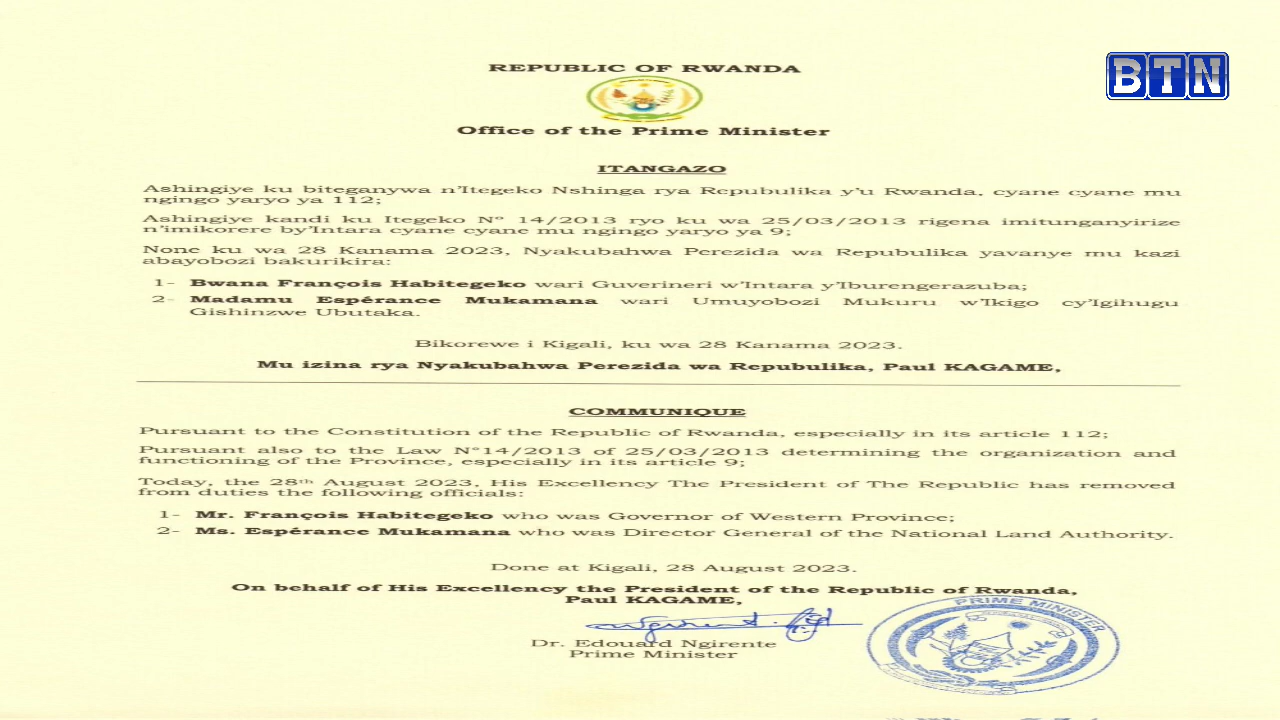 REPUBLIC OF RWANDA
BTN
Office of the Prime Minister
ITANGAZO
Ashingiye ku biteganywa n'Itegeko Nshinga rya Repubulika y'u Rwanda, cyane cyane mu
ngingo yaryo ya 112;
Ashingiye kandi ku Itegeko N° 14/2013 ryo ku wa 25/03/2013 rigena imitunganyirize
n'imikorere by'Intara cyane cyane mu ngingo yaryo ya 9;
None ku wa 28 Kanama 2023, Nyakubahwa Perezida wa Repubulika yavanye mu kazi
abayobozi bakurikira:
1- Bwana François Habitegeko wari Guverineri w'Intara y'Iburengerazuba;
2- Madamu Espérance Mukamana wari Umuyobozi Mukuru w'Ikigo cy'Igihugu
Gishinzwe Ubutaka.
Bikorewe i Kigali, ku wa 28 Kanama 2023.
Mu izina rya Nyakubahwa Perezida wa Repubulika, Paul KAGAME,
COMMUNIQUE
Pursuant to the Constitution of the Republic of Rwanda, especially in its article 112;
Pursuant also to the Law N°14/2013 of 25/03/2013 determining the organization and
functioning of the Province, especially in its article 9;
Today, the 28th August 2023, His Excellency The President of The Republic has removed
from duties the following officials:
1- Mr. François Habitegeko who was Governor of Western Province;
2- Ms. Espérance Mukamana who was Director General of the National Land Authority.
Done at Kigali, 28 August 2023.
On behalf of His Excellency the President of the Republic of Rwanda,
Paul KAGAME,
Dr. Edouard Ngirente
Prime Minister
PRIME MINISTER